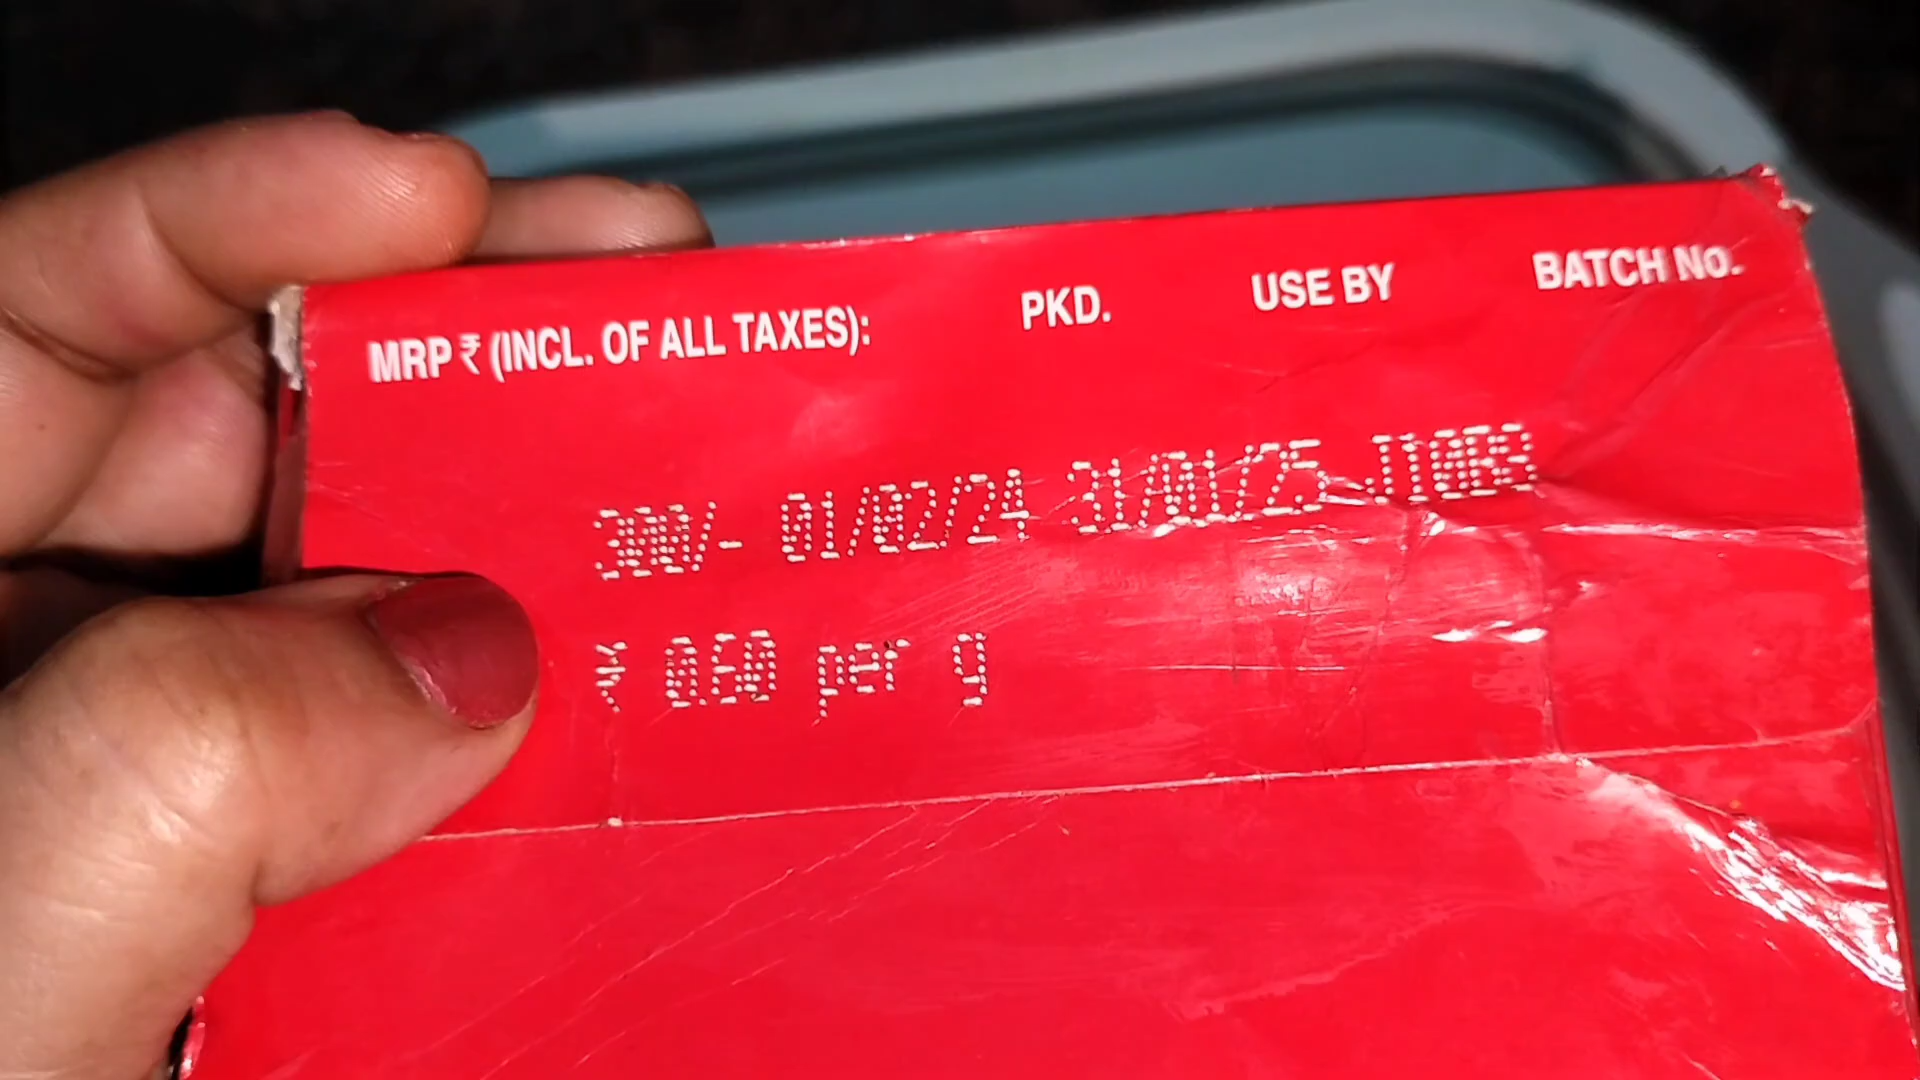 MRP ₹ (INCL. OF ALL TAXES): PKD. USE BY BATCH No.
300/- 01/02/24 31/01/25 J10B9
₹ 0.60 per g